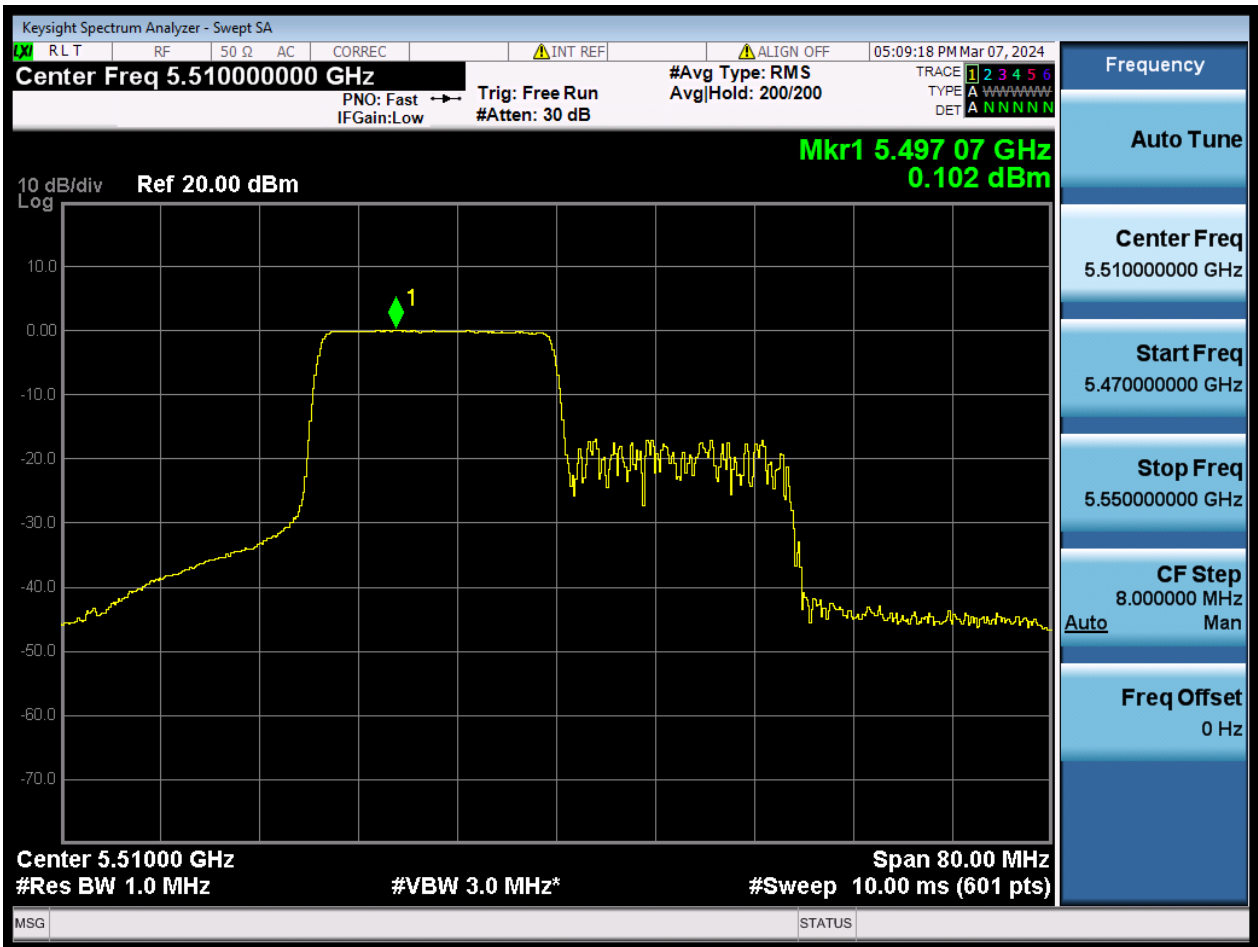 Keysight Spectrum Analyzer - Swept SA
LXI RLT RF 50 Ω AC CORREC INT REF ALIGN OFF 05:09:18 PM Mar 07, 2024
Center Freq 5.510000000 GHz
PNO: Fast
IFGain:Low
Trig: Free Run
#Atten: 30 dB
#Avg Type: RMS
Avg|Hold: 200/200
TRACE 1 2 3 4 5 6
TYPE A WWWWW
DET A N N N N N
Mkr1 5.497 07 GHz
0.102 dBm
10 dB/div Ref 20.00 dBm
Log
1
10.0
0.00
-10.0
-20.0
-30.0
-40.0
-50.0
-60.0
-70.0
Center 5.51000 GHz Span 80.00 MHz
#Res BW 1.0 MHz #VBW 3.0 MHz* #Sweep 10.00 ms (601 pts)
MSG STATUS
Frequency
Auto Tune
Center Freq
5.510000000 GHz
Start Freq
5.470000000 GHz
Stop Freq
5.550000000 GHz
CF Step
8.000000 MHz
Auto Man
Freq Offset
0 Hz